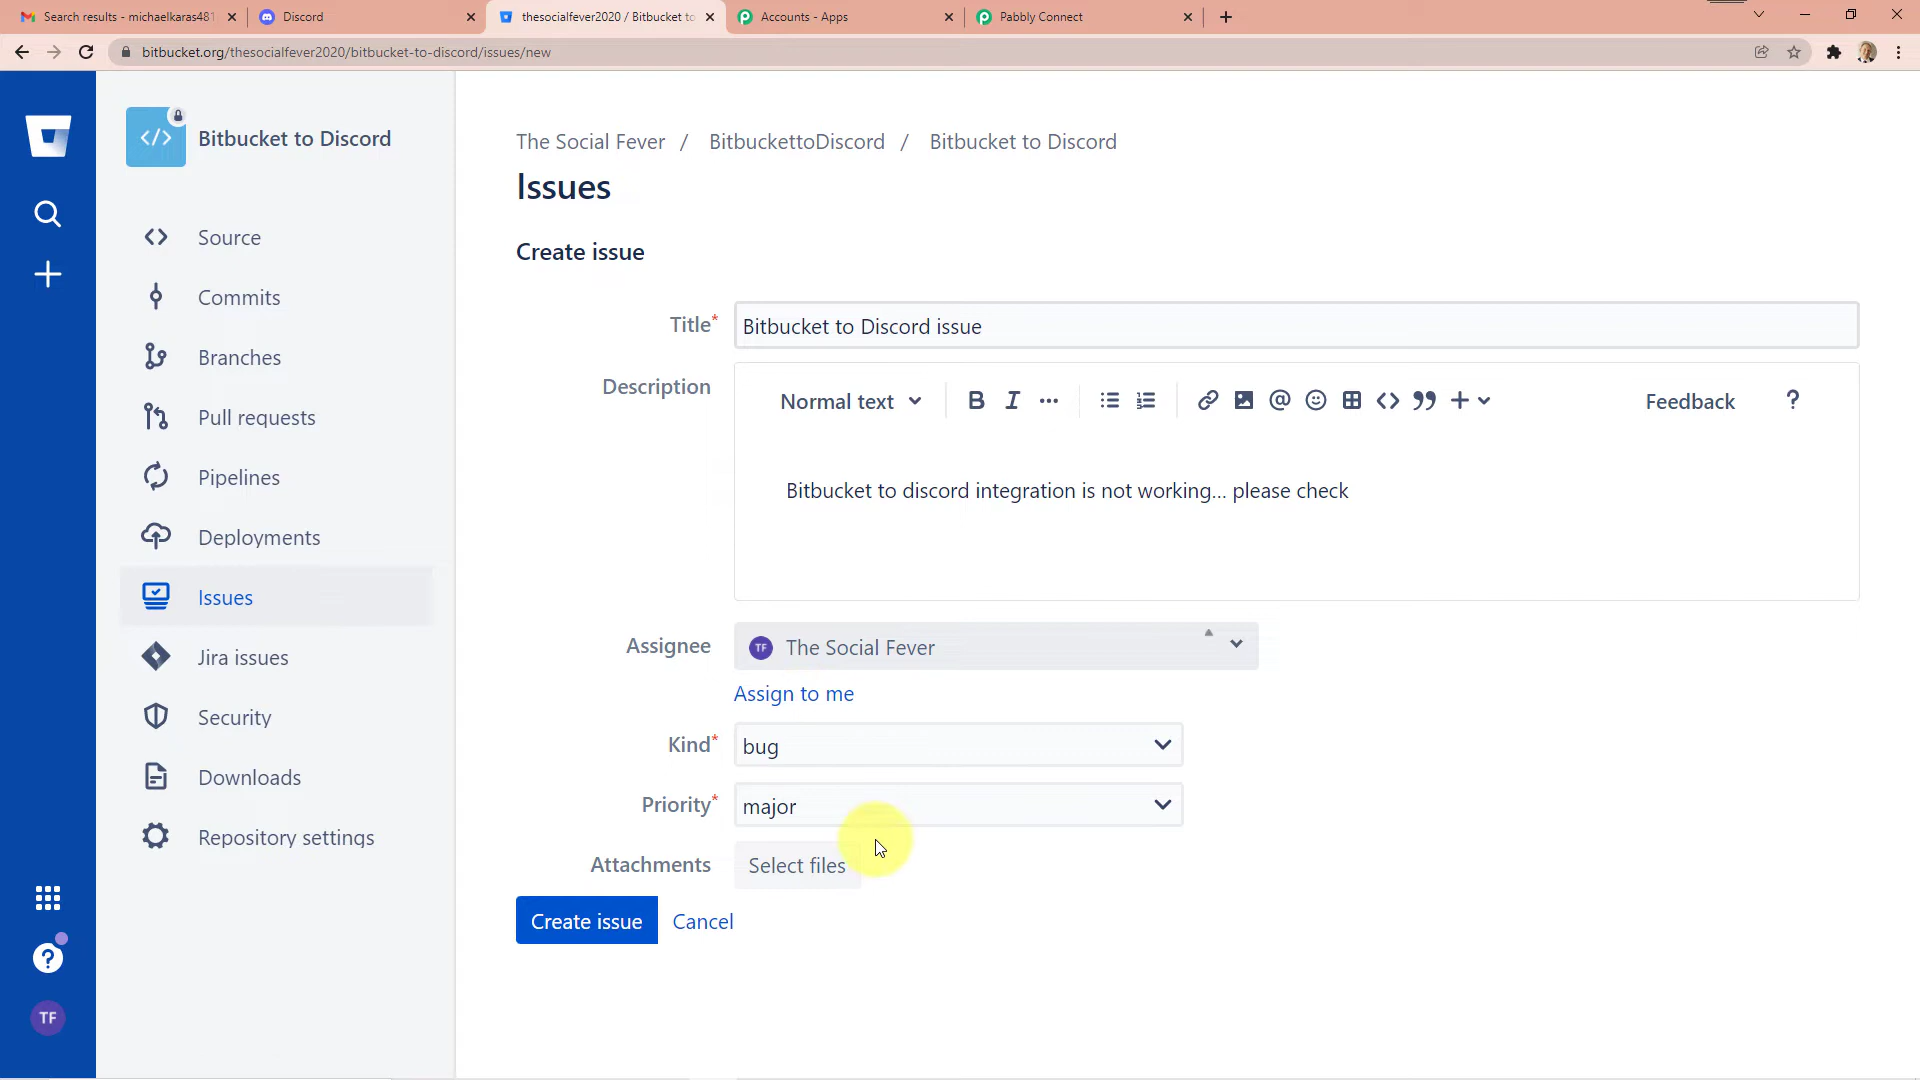 Search results - michaelkaras481
Discord
thesocialfever2020 / Bitbucket to
Accounts - Apps
Pabbly Connect
bitbucket.org/thesocialfever2020/bitbucket-to-discord/issues/new
Bitbucket to Discord
Source
Commits
Branches
Pull requests
Pipelines
Deployments
Issues
Jira issues
Security
Downloads
Repository settings
TF
The Social Fever / BitbuckettoDiscord / Bitbucket to Discord
Issues
Create issue
Title* Bitbucket to Discord issue
Description Normal text Feedback
Bitbucket to discord integration is not working... please check
Assignee TF The Social Fever
Assign to me
Kind* bug
Priority* major
Attachments Select files
Create issue Cancel